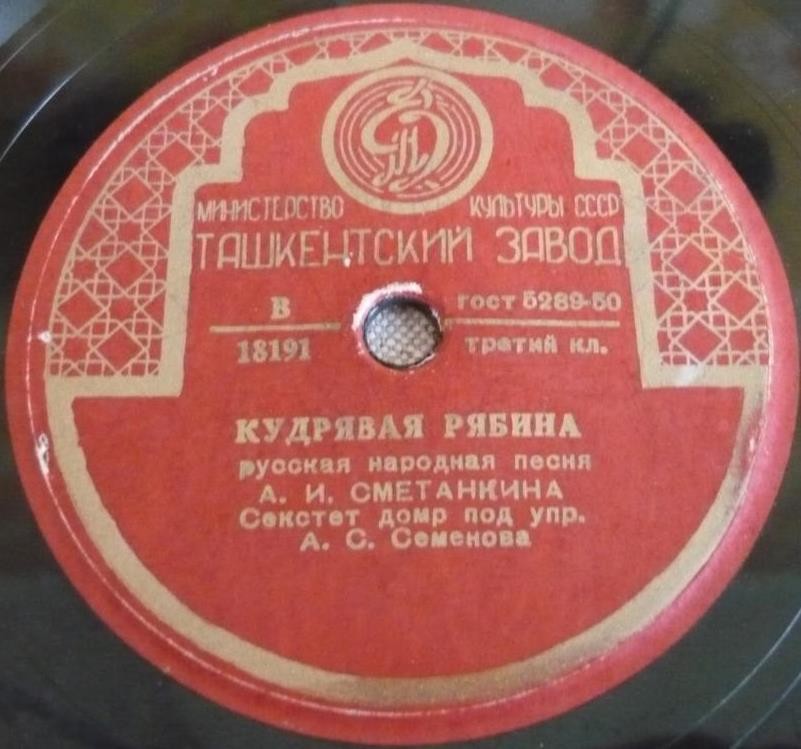 МИНИСТЕРСТВО КУЛЬТУРЫ СССР
ТАШКЕНТСКИЙ ЗАВОД
В ГОСТ 5289-50
18191 третий кл.
КУДРЯВАЯ РЯБИНА
русская народная песня
А. И. СМЕТАНКИНА
Секстет домр под упр.
А. С. Семенова